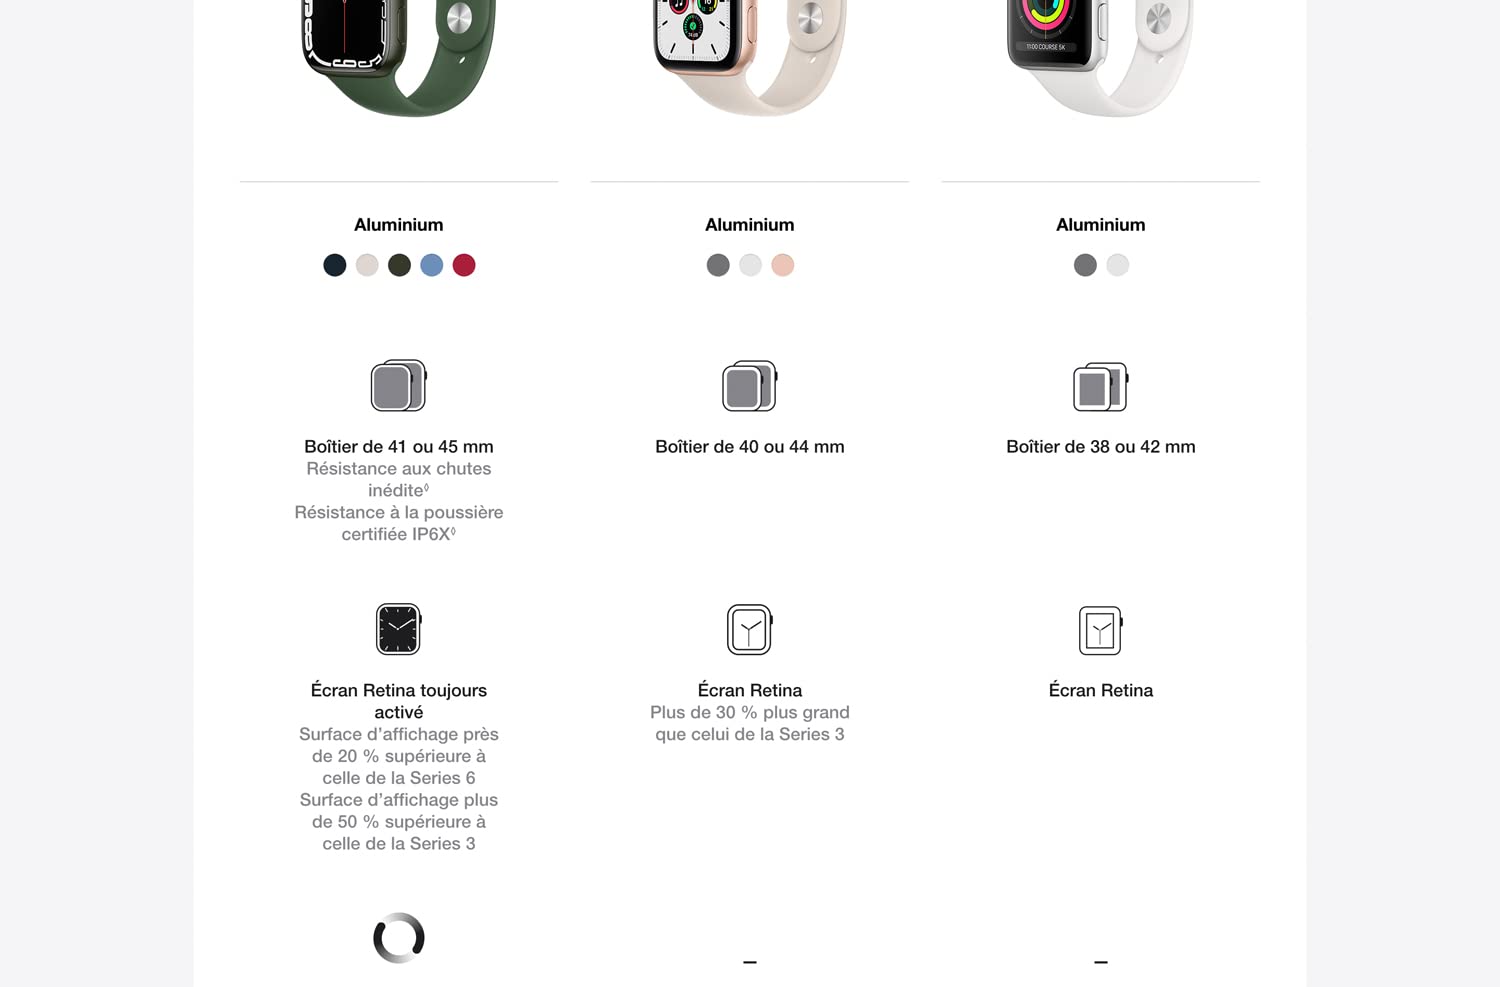 11:00 COURSE 5K
Aluminium
Aluminium
Aluminium
Boîtier de 41 ou 45 mm
Résistance aux chutes
inédite◊
Résistance à la poussière
certifiée IP6X◊
Boîtier de 40 ou 44 mm
Boîtier de 38 ou 42 mm
Écran Retina toujours
activé
Surface d’affichage près
de 20 % supérieure à
celle de la Series 6
Surface d’affichage plus
de 50 % supérieure à
celle de la Series 3
Écran Retina
Plus de 30 % plus grand
que celui de la Series 3
Écran Retina
–
–